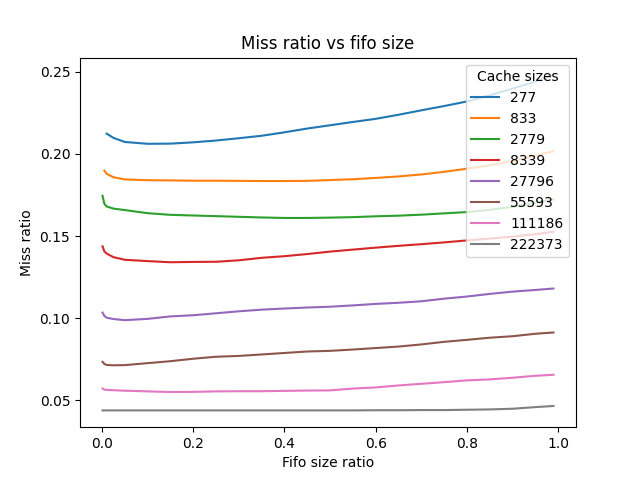 Miss ratio vs fifo size
Cache sizes
277
833
2779
8339
27796
55593
111186
222373
Miss ratio
0.25
0.20
0.15
0.10
0.05
0.0 0.2 0.4 0.6 0.8 1.0
Fifo size ratio